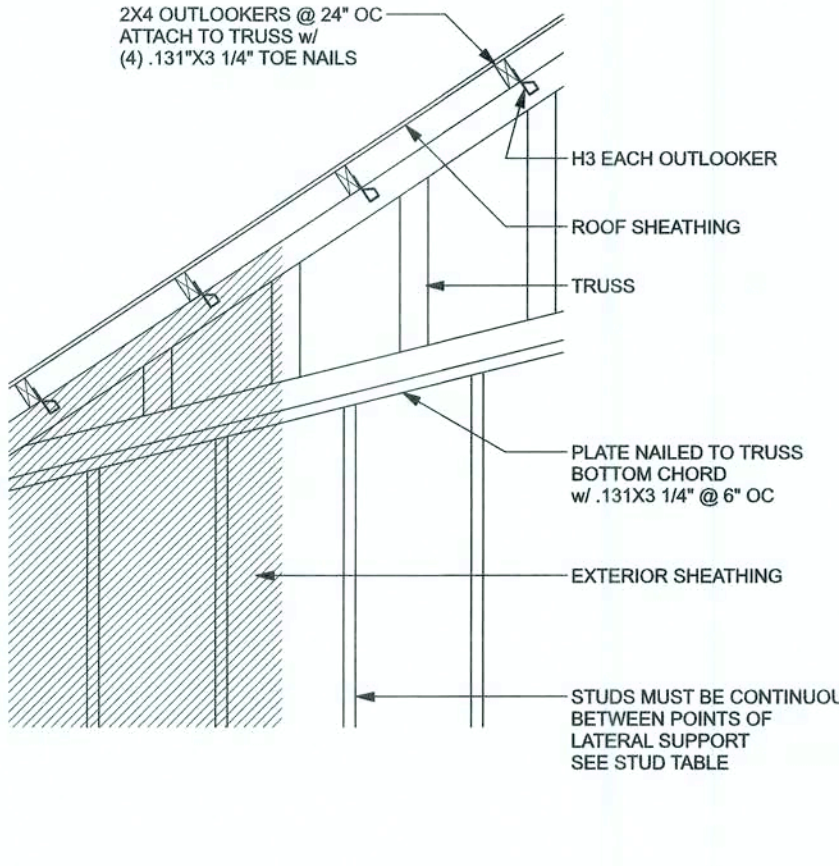 2X4 OUTLOOKERS @ 24" OC
ATTACH TO TRUSS w/
(4) .131"X3 1/4" TOE NAILS
H3 EACH OUTLOOKER
ROOF SHEATHING
TRUSS
PLATE NAILED TO TRUSS
BOTTOM CHORD
w/ .131X3 1/4" @ 6" OC
EXTERIOR SHEATHING
STUDS MUST BE CONTINUOU
BETWEEN POINTS OF
LATERAL SUPPORT
SEE STUD TABLE